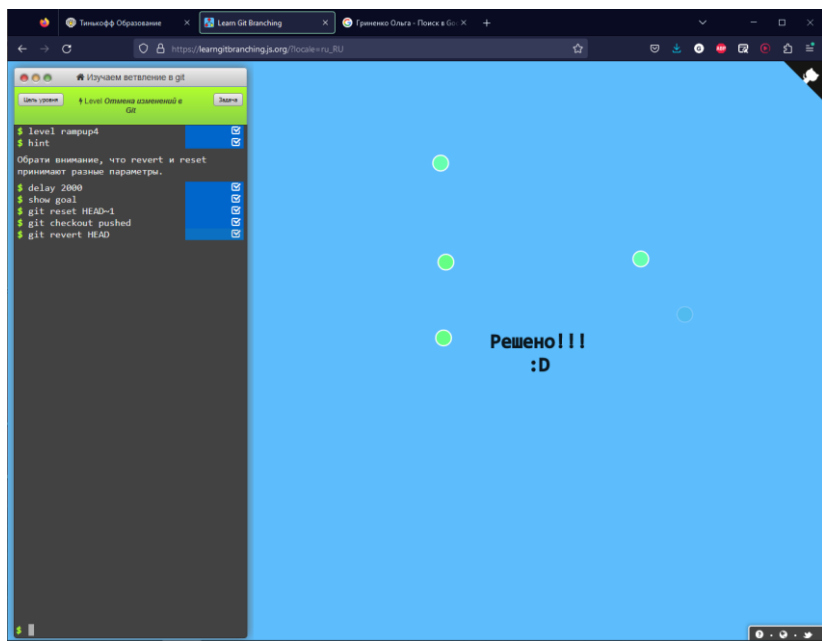 Тинькофф Образование
Learn Git Branching
Гриненко Ольга - Поиск в Goo
https://learngitbranching.js.org/?locale=ru_RU
Изучаем ветвление в git
Цель уровня
Level Отмена изменений в Git
Задача
$ level rampup4
$ hint
Обрати внимание, что revert и reset
принимают разные параметры.
$ delay 2000
$ show goal
$ git reset HEAD~1
$ git checkout pushed
$ git revert HEAD
Решено!!!
:D
$